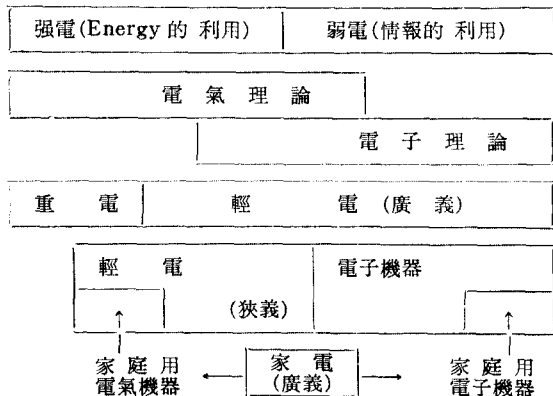 强電(Energy的 利用) 弱電(情報的 利用)
電氣理論
電子理論
重電 輕電(廣義)
輕電 電子機器
(狹義)
家庭用 家電 家庭用
電氣機器 (廣義) 電子機器